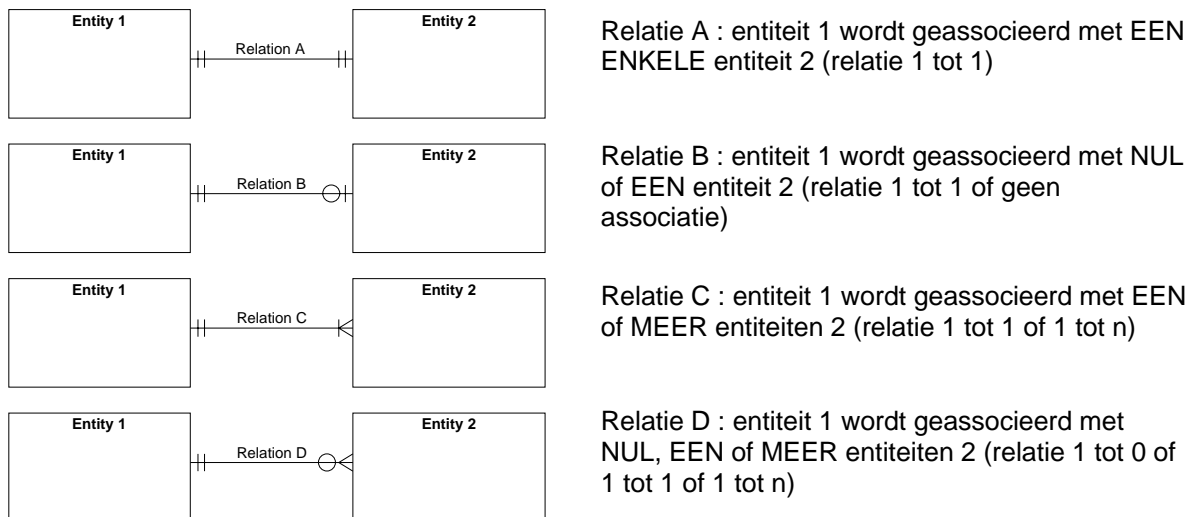 Entity 1
Entity 2
Relation A
Relatie A : entiteit 1 wordt geassocieerd met EEN
ENKELE entiteit 2 (relatie 1 tot 1)
Entity 1
Entity 2
Relation B
Relatie B : entiteit 1 wordt geassocieerd met NUL
of EEN entiteit 2 (relatie 1 tot 1 of geen
associatie)
Entity 1
Entity 2
Relation C
Relatie C : entiteit 1 wordt geassocieerd met EEN
of MEER entiteiten 2 (relatie 1 tot 1 of 1 tot n)
Entity 1
Entity 2
Relation D
Relatie D : entiteit 1 wordt geassocieerd met
NUL, EEN of MEER entiteiten 2 (relatie 1 tot 0 of
1 tot 1 of 1 tot n)